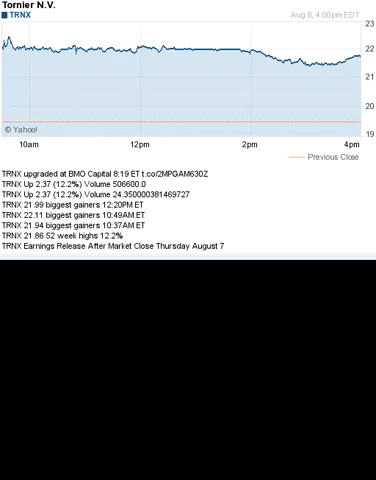 Tornier N.V.
TRNX Aug 8, 4:00pm EDT
23
22
21
20
19
© Yahoo!
10am 12pm 2pm 4pm
Previous Close
TRNX upgraded at BMO Capital 8:19 ET t.co/2MPGAM630Z
TRNX Up 2.37 (12.2%) Volume 506600.0
TRNX Up 2.37 (12.2%) Volume 24.350000381469727
TRNX 21.99 biggest gainers 12:20PM ET
TRNX 22.11 biggest gainers 10:49AM ET
TRNX 21.94 biggest gainers 10:37AM ET
TRNX 21.86 52 week highs 12.2%
TRNX Earnings Release After Market Close Thursday August 7